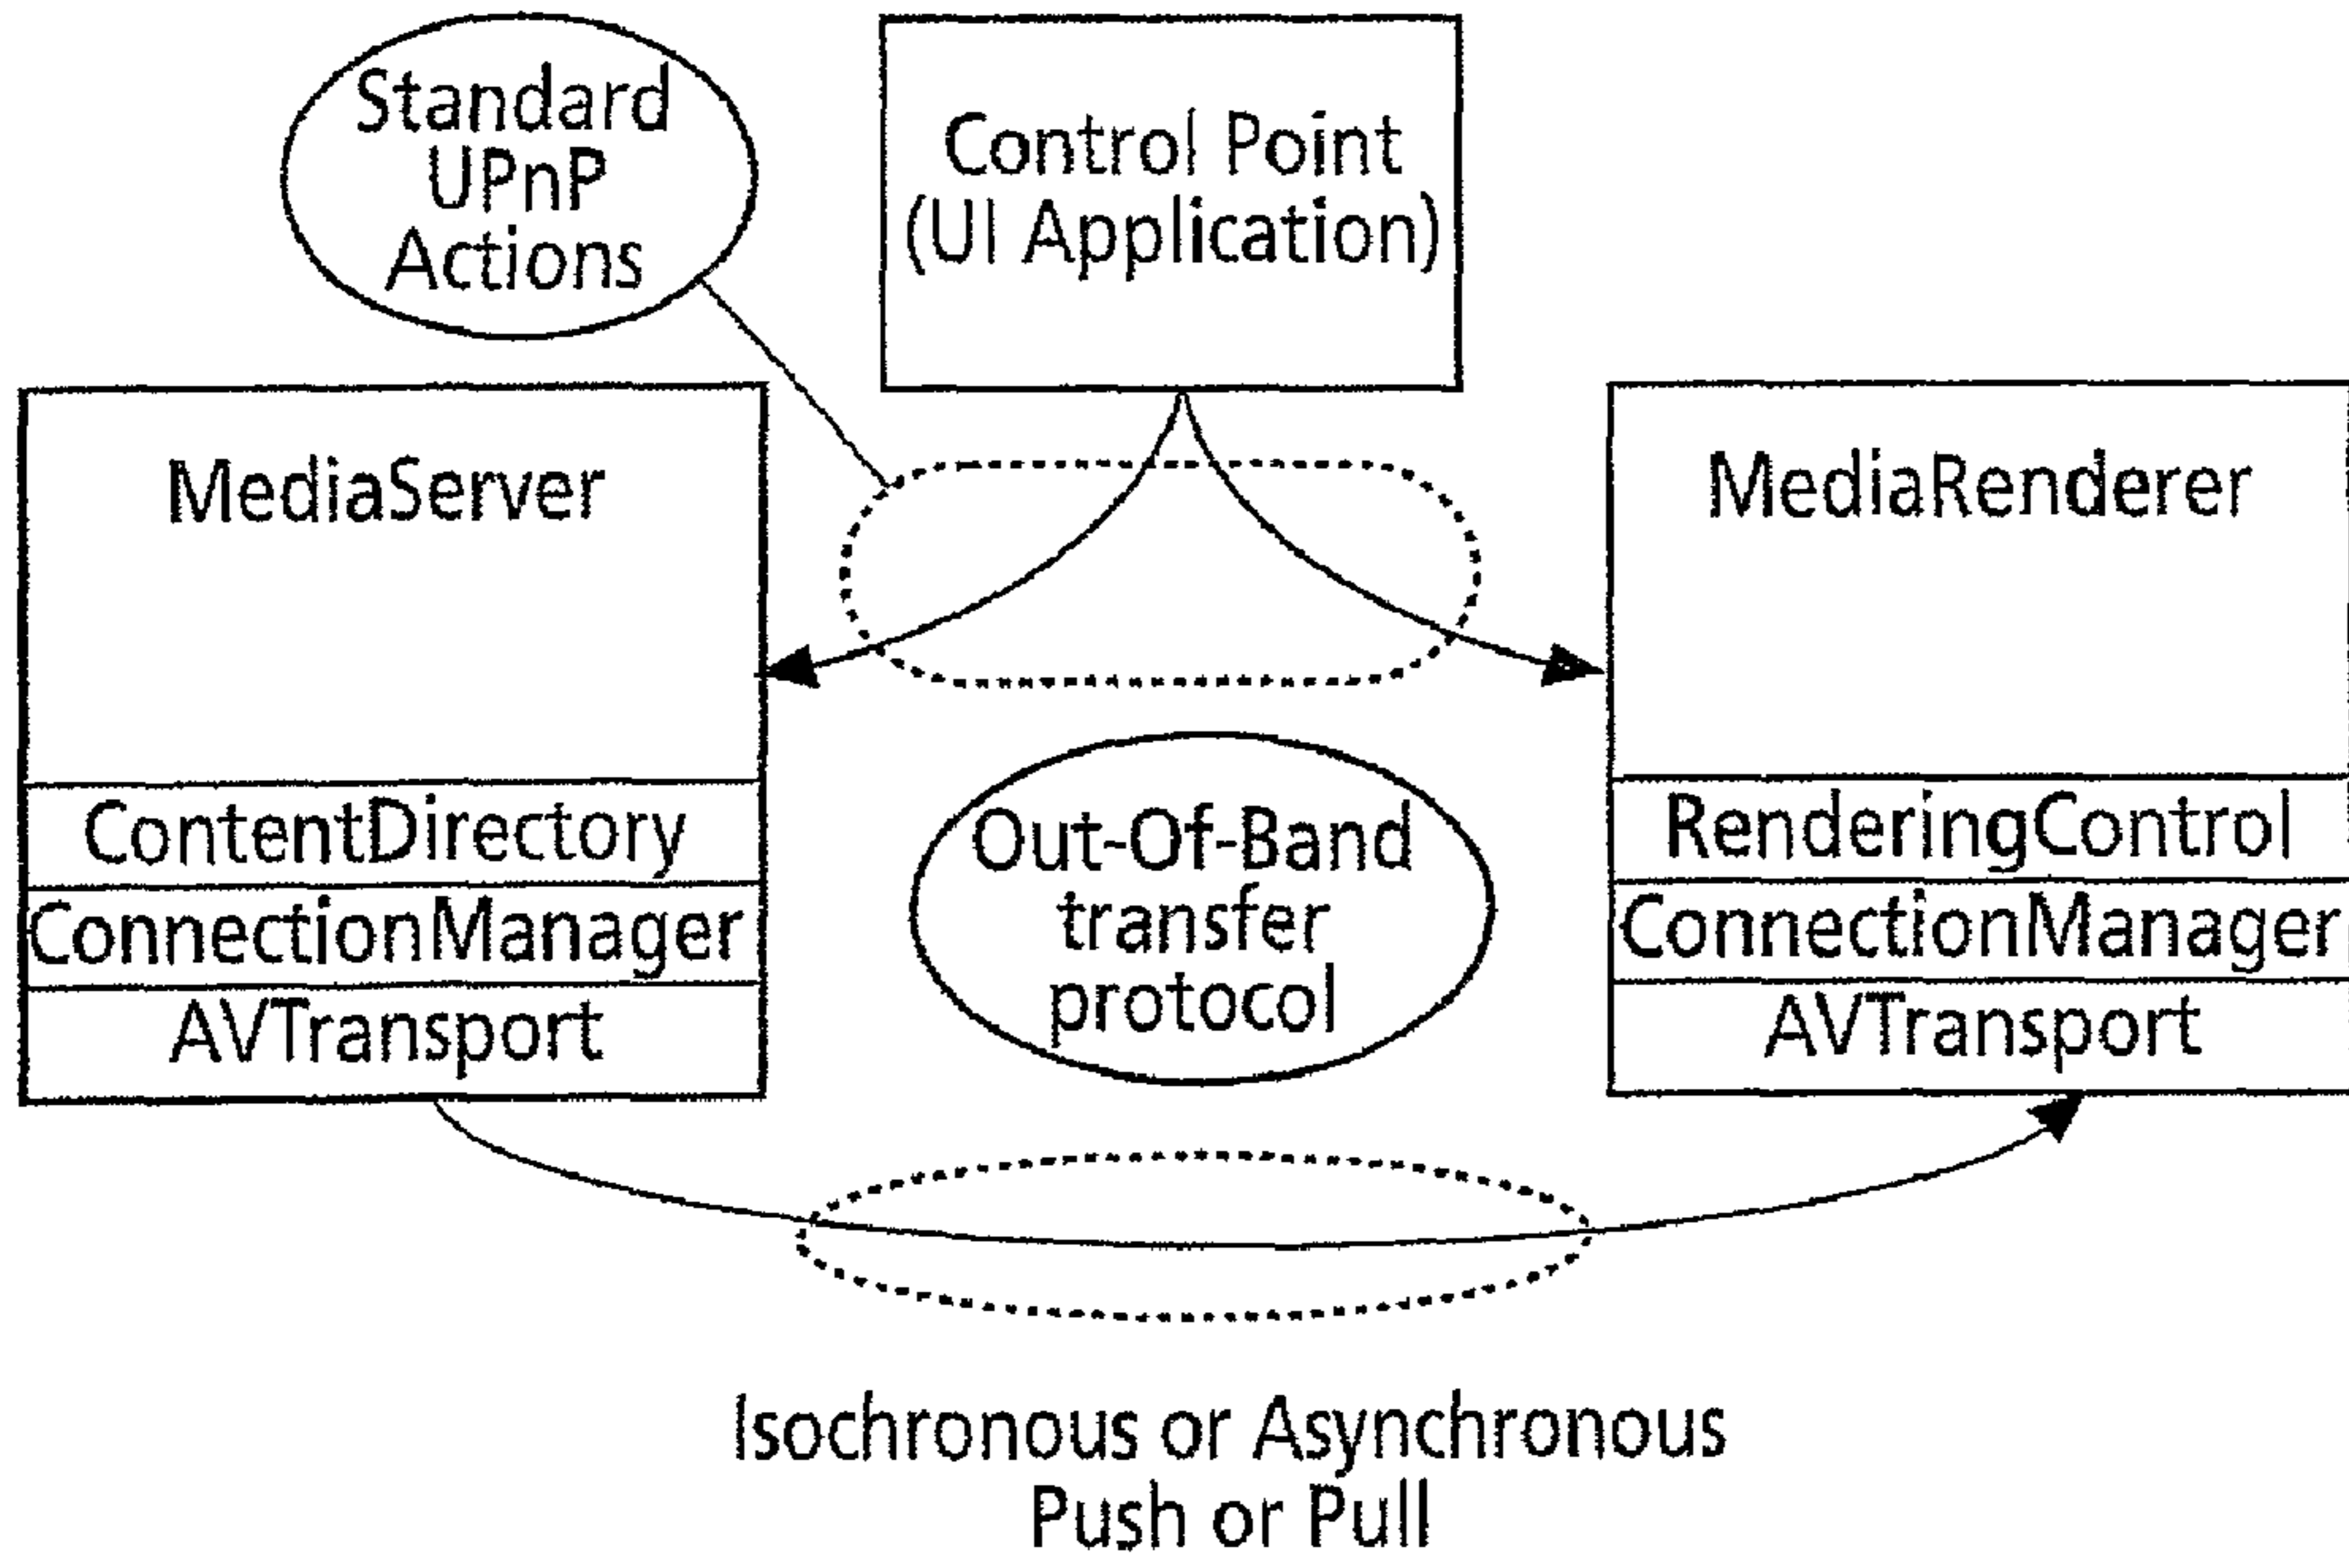 Standard
UPnP
Actions
Control Point
(UI Application)
MediaServer
MediaRenderer
ContentDirectory
ConnectionManager
AVTransport
Out-Of-Band
transfer
protocol
RenderingControl
ConnectionManager
AVTransport
Isochronous or Asynchronous
Push or Pull